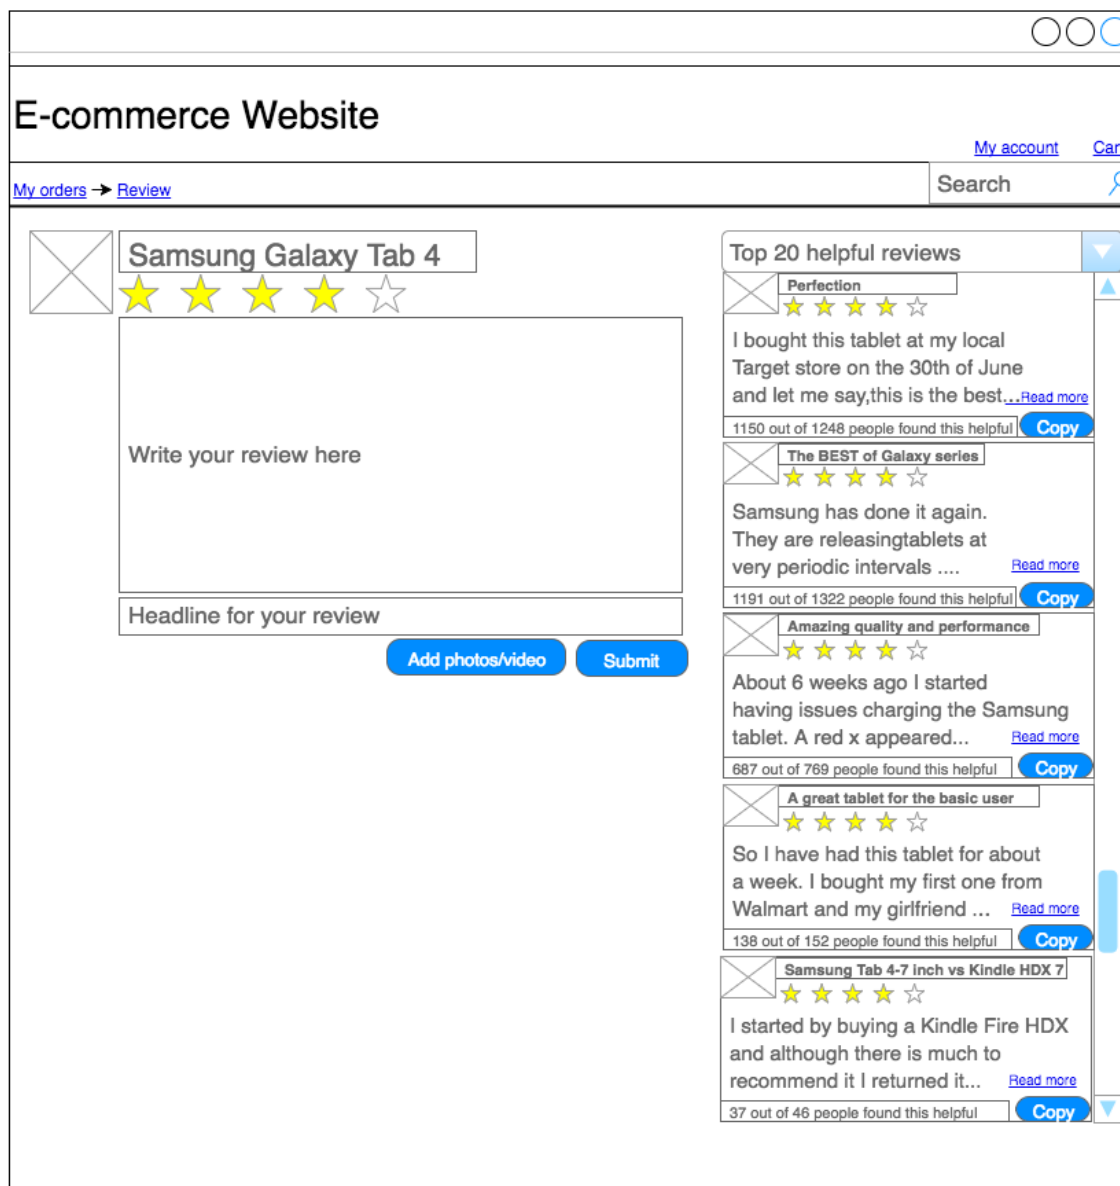 E-commerce Website
My account
Car
My orders
Review
Search
Samsung Galaxy Tab 4
Write your review here
Headline for your review
Add photos/video
Submit
Top 20 helpful reviews
Perfection
I bought this tablet at my local
Target store on the 30th of June
and let me say,this is the best...Read more
1150 out of 1248 people found this helpful
Copy
The BEST of Galaxy series
Samsung has done it again.
They are releasingtablets at
very periodic intervals ....
Read more
1191 out of 1322 people found this helpful
Copy
Amazing quality and performance
About 6 weeks ago I started
having issues charging the Samsung
tablet. A red x appeared...
Read more
687 out of 769 people found this helpful
Copy
A great tablet for the basic user
So I have had this tablet for about
a week. I bought my first one from
Walmart and my girlfriend ...
Read more
138 out of 152 people found this helpful
Copy
Samsung Tab 4-7 inch vs Kindle HDX 7
I started by buying a Kindle Fire HDX
and although there is much to
recommend it I returned it...
Read more
37 out of 46 people found this helpful
Copy